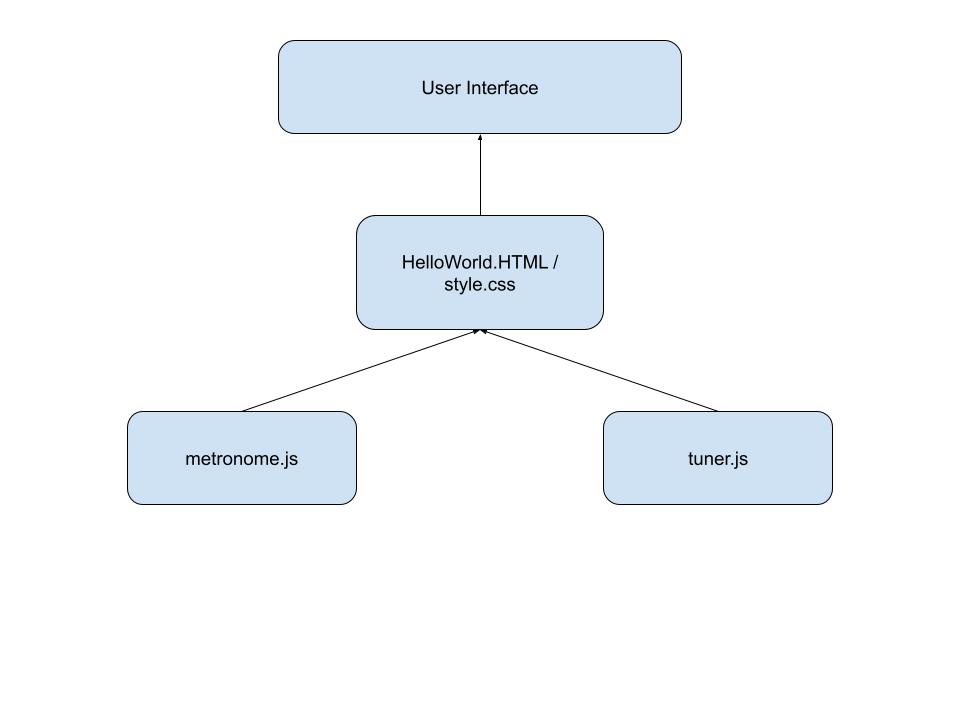 User Interface
HelloWorld.HTML /
style.css
metronome.js
tuner.js